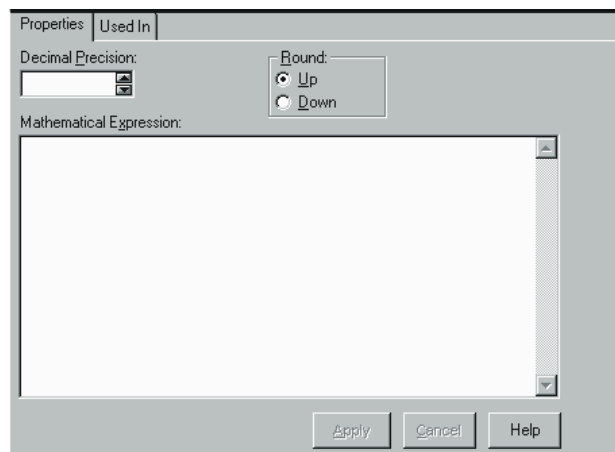 Properties Used In
Decimal Precision:
Round:
Up
Down
Mathematical Expression:
Apply Cancel Help